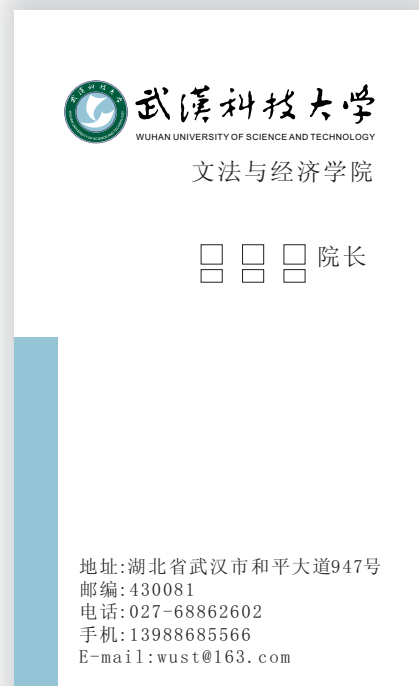 武漢科技大学
WUHAN UNIVERSITY OF SCIENCE AND TECHNOLOGY
文法与经济学院
院长
地址:湖北省武汉市和平大道947号
邮编:430081
电话:027-68862602
手机:13988685566
E-mail:wust@163.com